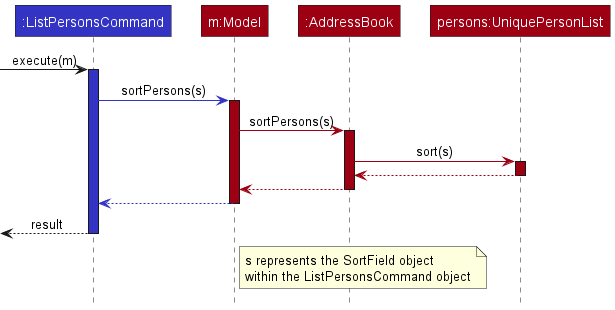 :ListPersonsCommand
m:Model
:AddressBook
persons:UniquePersonList
execute(m)
sortPersons(s)
sortPersons(s)
sort(s)
result
s represents the SortField object
within the ListPersonsCommand object